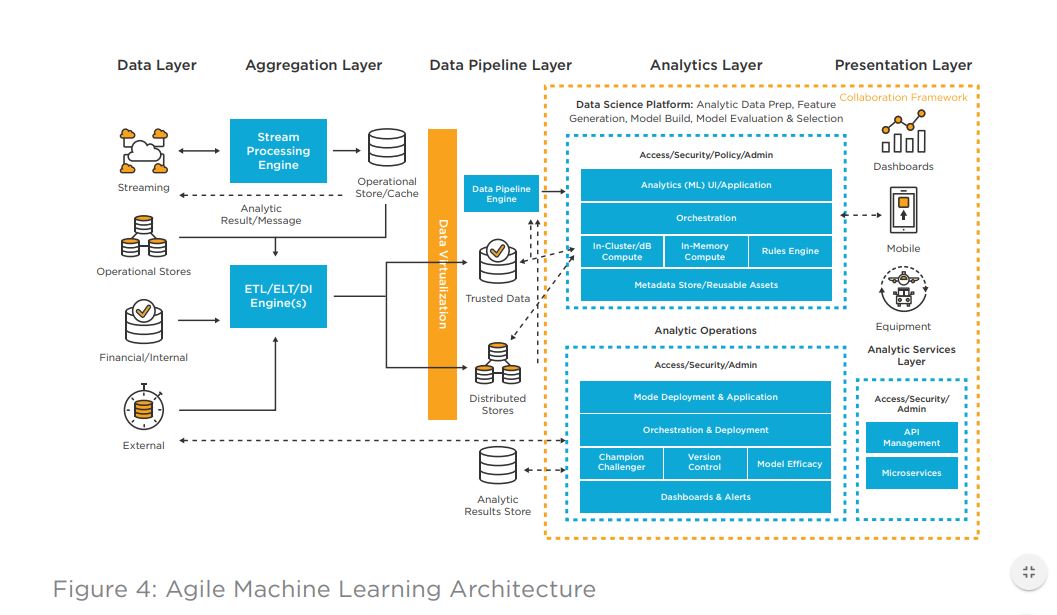 Data Layer
Aggregation Layer
Data Pipeline Layer
Analytics Layer
Presentation Layer
Streaming
Operational Stores
Financial/Internal
External
Stream
Processing
Engine
Operational
Store/Cache
Analytic
Result/Message
ETL/ELT/DI
Engine(s)
Data Virtualization
Data Pipeline
Engine
Trusted Data
Distributed
Stores
Analytic
Results Store
Data Science Platform: Analytic Data Prep, Feature
Generation, Model Build, Model Evaluation & Selection
Access/Security/Policy/Admin
Analytics (ML) UI/Application
Orchestration
In-Cluster/dB
Compute
In-Memory
Compute
Rules Engine
Metadata Store/Reusable Assets
Analytic Operations
Access/Security/Admin
Mode Deployment & Application
Orchestration & Deployment
Champion
Challenger
Version
Control
Model Efficacy
Dashboards & Alerts
Collaboration Framework
Dashboards
Mobile
Equipment
Analytic Services
Layer
Access/Security/
Admin
API
Management
Microservices
Figure 4: Agile Machine Learning Architecture